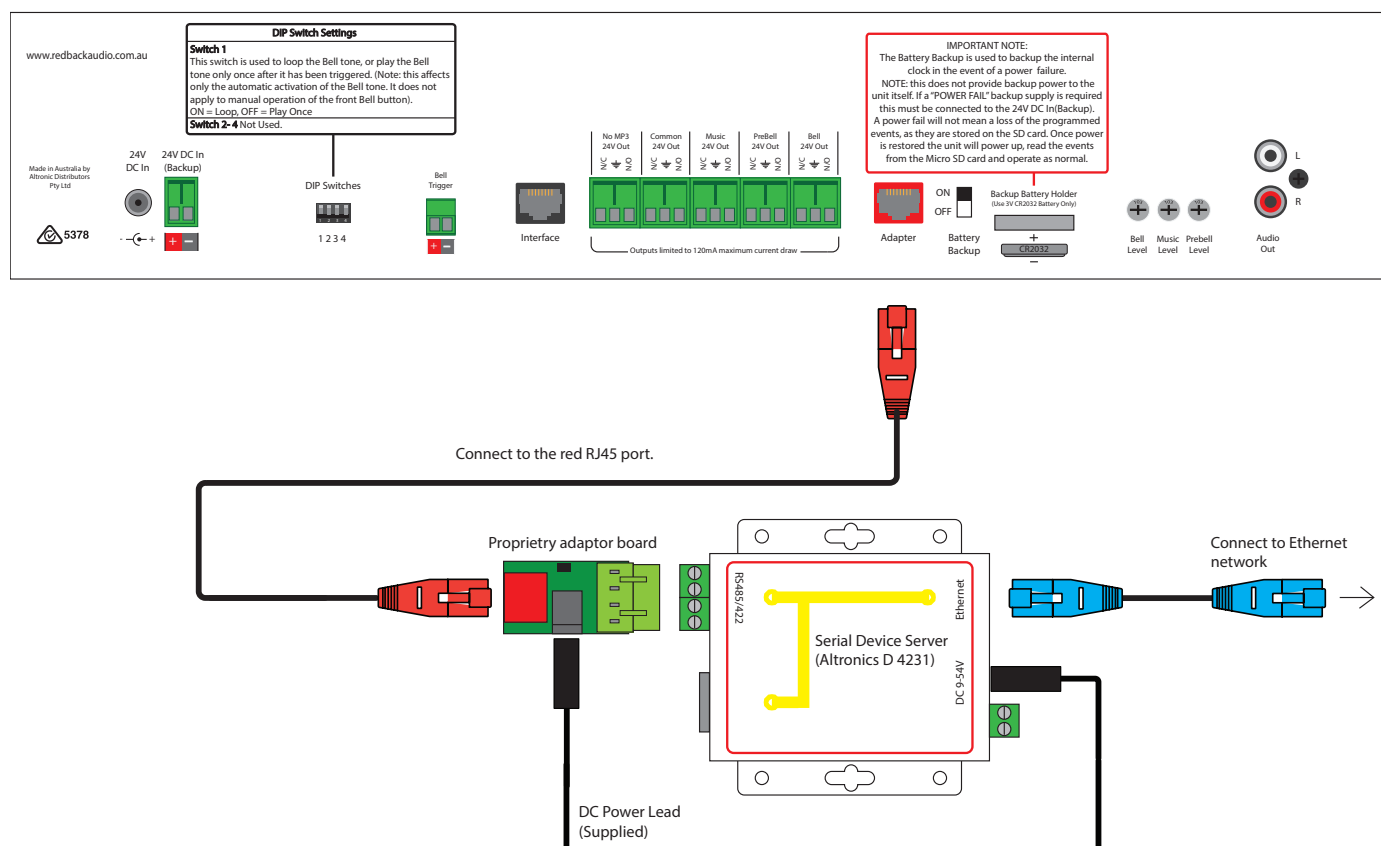 www.redbackaudio.com.au
DIP Switch Settings
Switch 1
This switch is used to loop the Bell tone, or play the Bell
tone only once after it has been triggered. (Note: this affects
only the automatic activation of the Bell tone. It does not
apply to manual operation of the front Bell button).
ON = Loop, OFF = Play Once
Switch 2- 4 Not Used.
IMPORTANT NOTE:
The Battery Backup is used to backup the internal
clock in the event of a power failure.
NOTE: this does not provide backup power to the
unit itself. If a “POWER FAIL” backup supply is required
this must be connected to the 24V DC In(Backup).
A power fail will not mean a loss of the programmed
events, as they are stored on the SD card. Once power
is restored the unit will power up, read the events
from the Micro SD card and operate as normal.
Made in Australia by
Altronic Distributors
Pty Ltd
5378
24V
DC In
- +
24V DC In
(Backup)
+ -
DIP Switches
1 2 3 4
1 2 3 4
Bell
Trigger
+ -
Interface
No MP3
24V Out
N/C N/O
Common
24V Out
N/C N/O
Music
24V Out
N/C N/O
PreBell
24V Out
N/C N/O
Bell
24V Out
N/C N/O
Outputs limited to 120mA maximum current draw
Adapter
ON
OFF
Battery
Backup
Backup Battery Holder
(Use 3V CR2032 Battery Only)
+
CR2032
–
Bell
Level
Music
Level
Prebell
Level
L
R
Audio
Out
Connect to the red RJ45 port.
Proprietry adaptor board
RS485/422
Ethernet
Serial Device Server
(Altronics D 4231)
DC 9-54V
Connect to Ethernet
network
DC Power Lead
(Supplied)